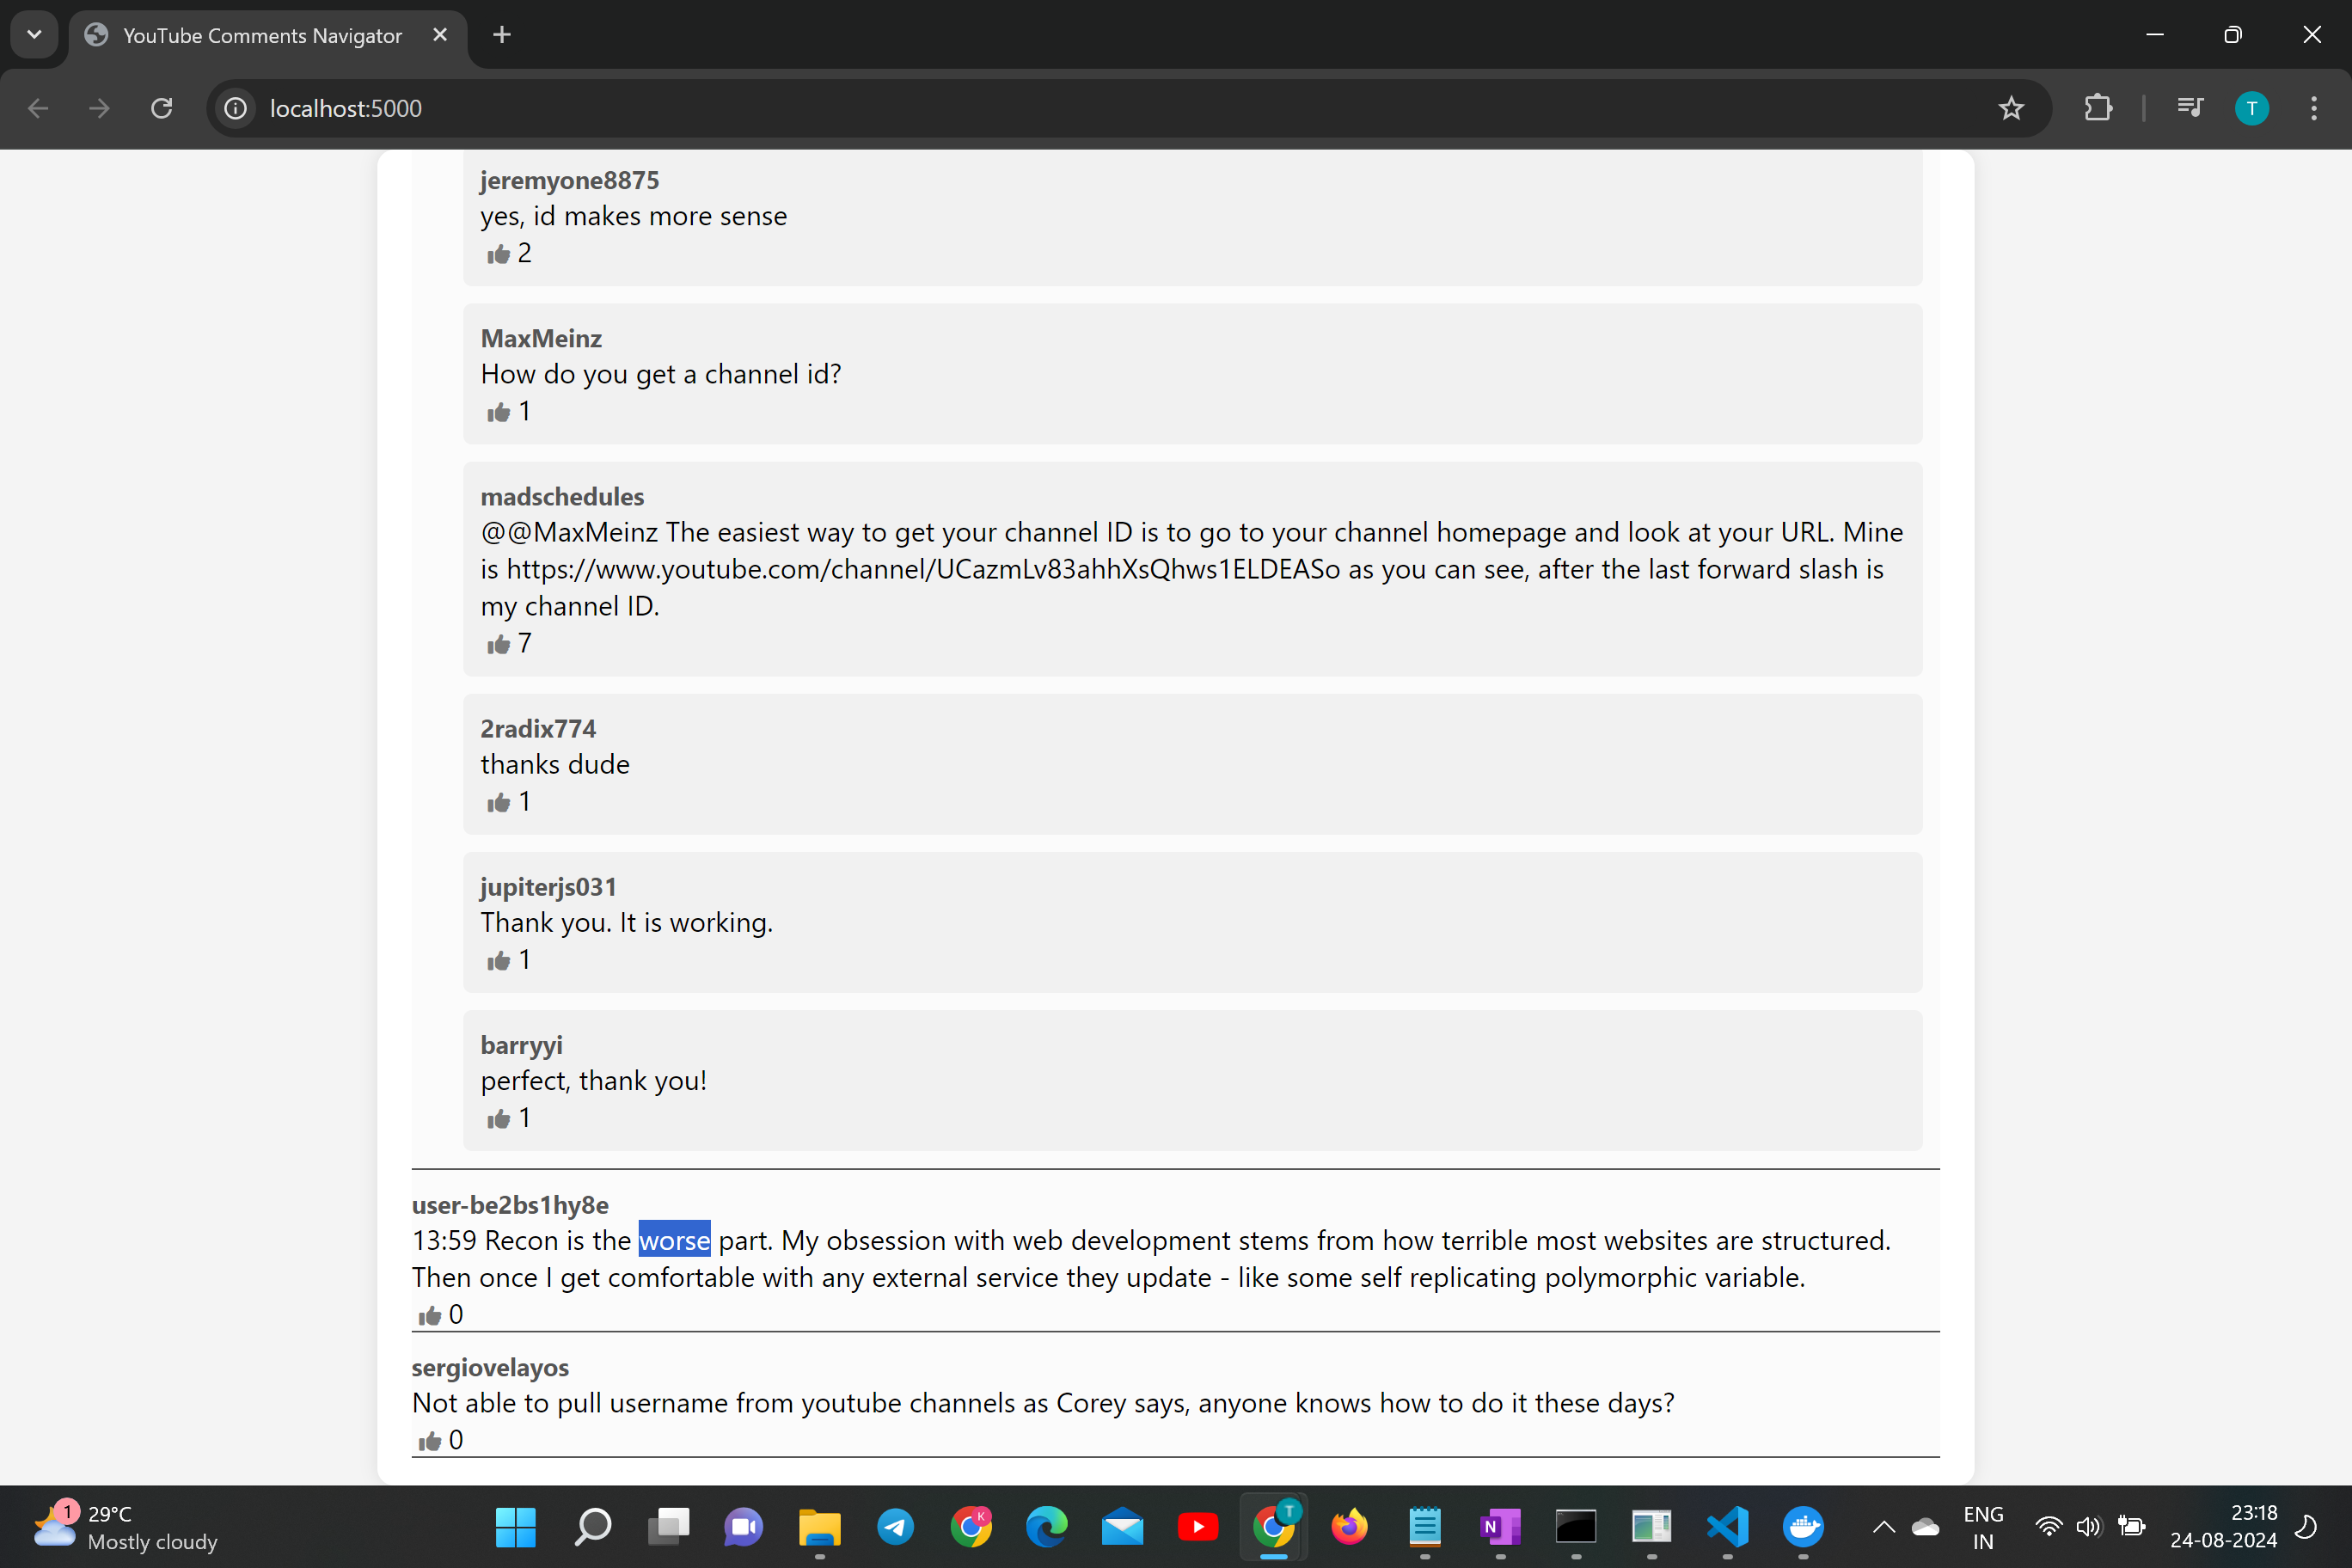 YouTube Comments Navigator
localhost:5000
T
jeremyone8875
yes, id makes more sense
2
MaxMeinz
How do you get a channel id?
1
madschedules
@@MaxMeinz The easiest way to get your channel ID is to go to your channel homepage and look at your URL. Mine
is https://www.youtube.com/channel/UCazmLv83ahhXsQhws1ELDEASo as you can see, after the last forward slash is
my channel ID.
7
2radix774
thanks dude
1
jupiterjs031
Thank you. It is working.
1
barryyi
perfect, thank you!
1
user-be2bs1hy8e
13:59 Recon is the worse part. My obsession with web development stems from how terrible most websites are structured.
Then once I get comfortable with any external service they update - like some self replicating polymorphic variable.
0
sergiovelayos
Not able to pull username from youtube channels as Corey says, anyone knows how to do it these days?
0
1
29°C
Mostly cloudy
K
T
N
ENG
IN
23:18
24-08-2024